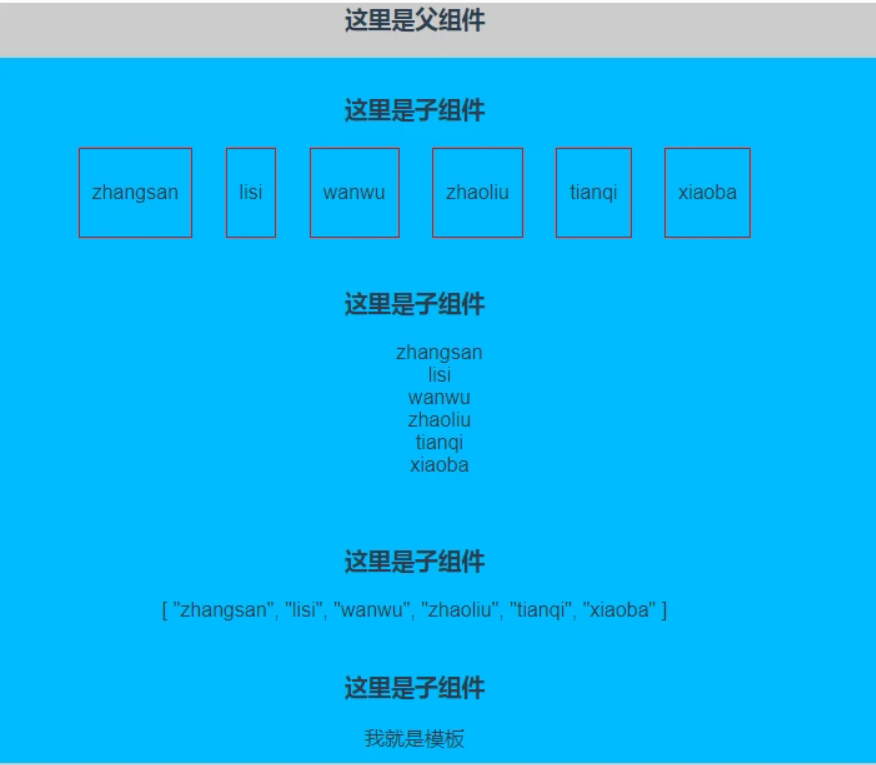 这里是父组件
这里是子组件
zhangsan lisi wanwu zhaoliu tianqi xiaoba
这里是子组件
zhangsan
lisi
wanwu
zhaoliu
tianqi
xiaoba
这里是子组件
[ "zhangsan", "lisi", "wanwu", "zhaoliu", "tianqi", "xiaoba" ]
这里是子组件
我就是模板